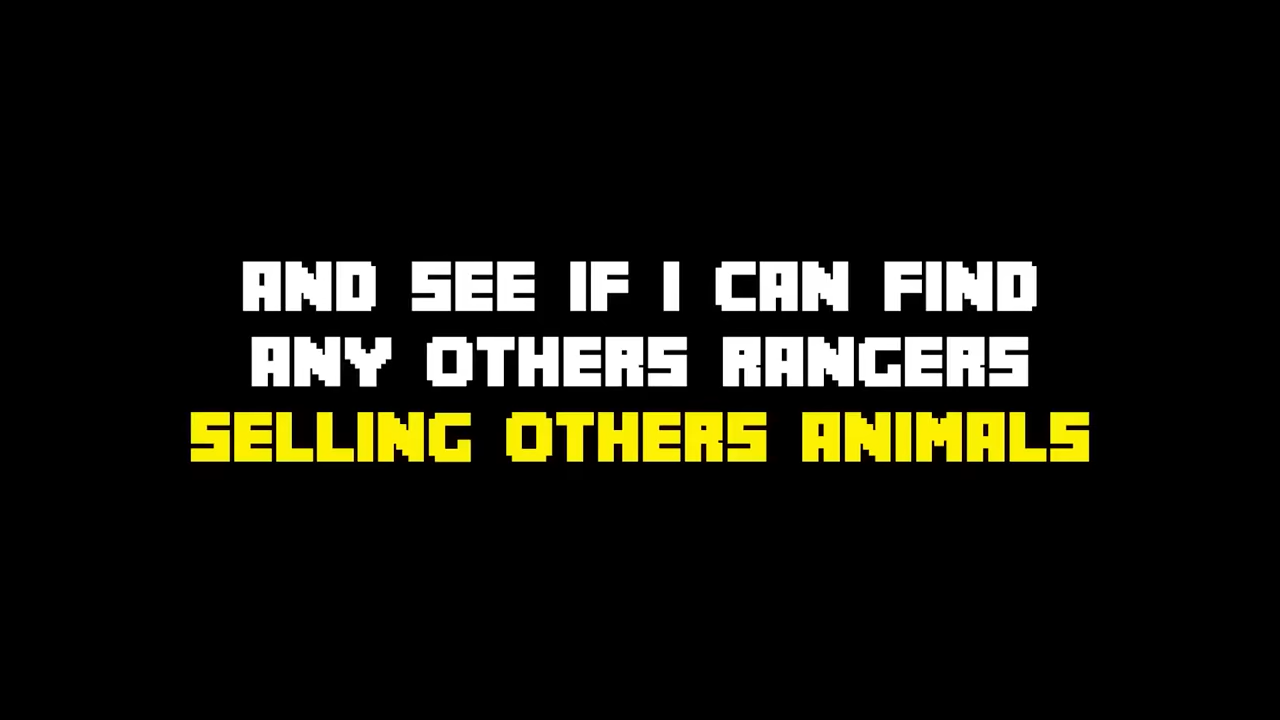 AND SEE IF I CAN FIND
ANY OTHERS RANGERS
SELLING OTHERS ANIMALS